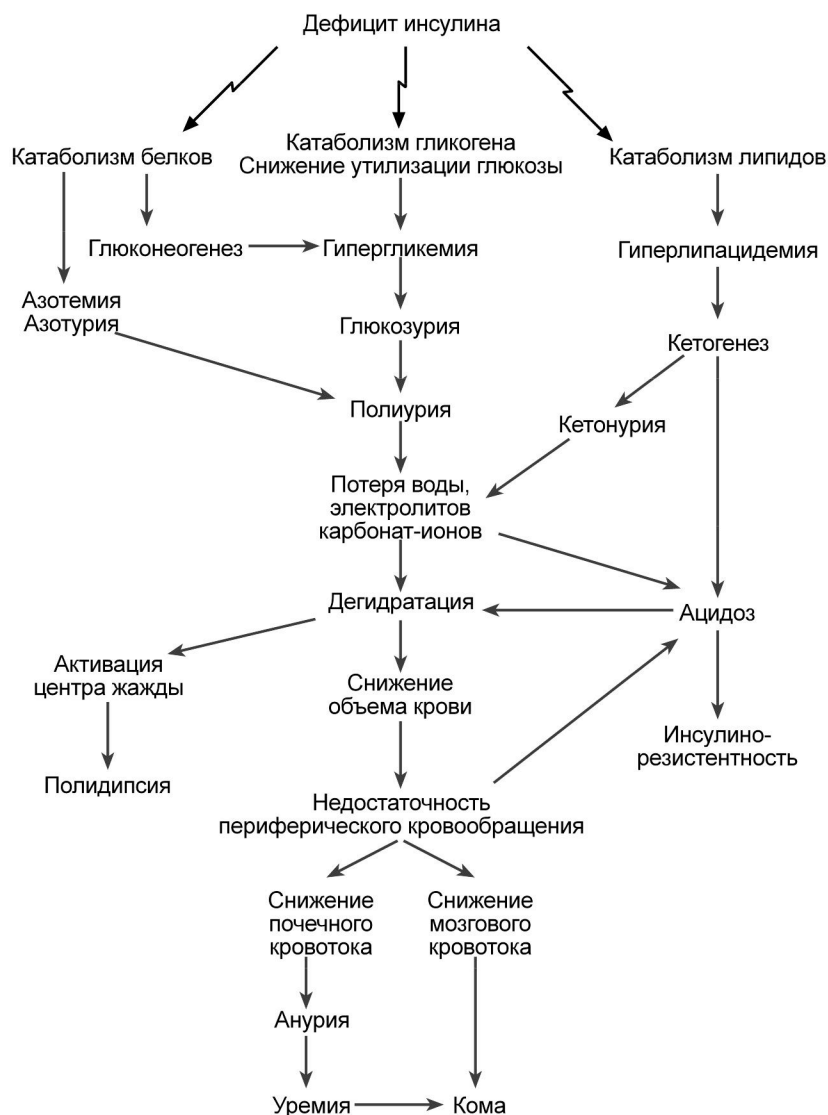 Дефицит инсулина
Катаболизм белков
Катаболизм гликогена
Снижение утилизации глюкозы
Катаболизм липидов
Глюконеогенез
Гипергликемия
Гиперлипацидемия
Азотемия
Азотурия
Глюкозурия
Кетогенез
Полиурия
Кетонурия
Потеря воды,
электролитов
карбонат-ионов
Дегидратация
Ацидоз
Активация
центра жажды
Снижение
объема крови
Инсулино-
резистентность
Полидипсия
Недостаточность
периферического кровообращения
Снижение
почечного
кровотока
Снижение
мозгового
кровотока
Анурия
Уремия
Кома